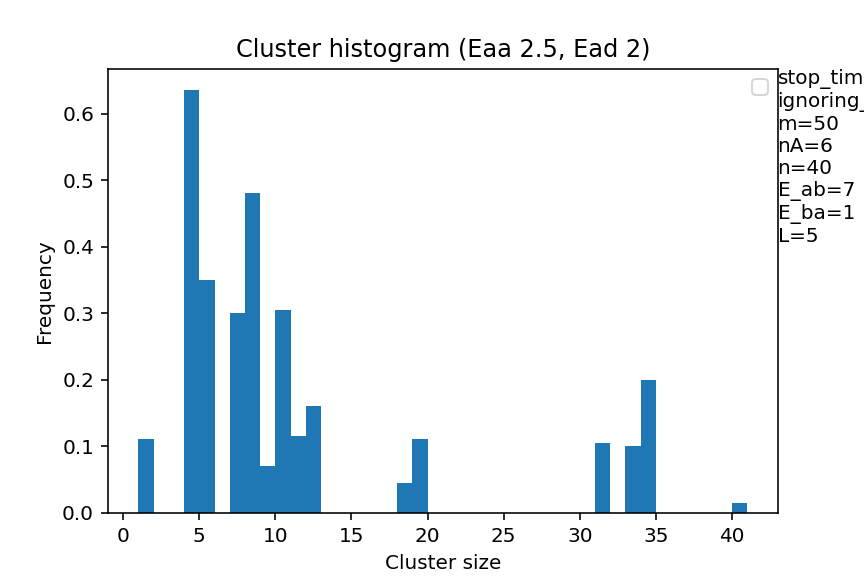 Cluster histogram (Eaa 2.5, Ead 2)
stop_tim
ignoring_
m=50
nA=6
n=40
E_ab=7
E_ba=1
L=5
Frequency
0.6
0.5
0.4
0.3
0.2
0.1
0.0
0 5 10 15 20 25 30 35 40
Cluster size